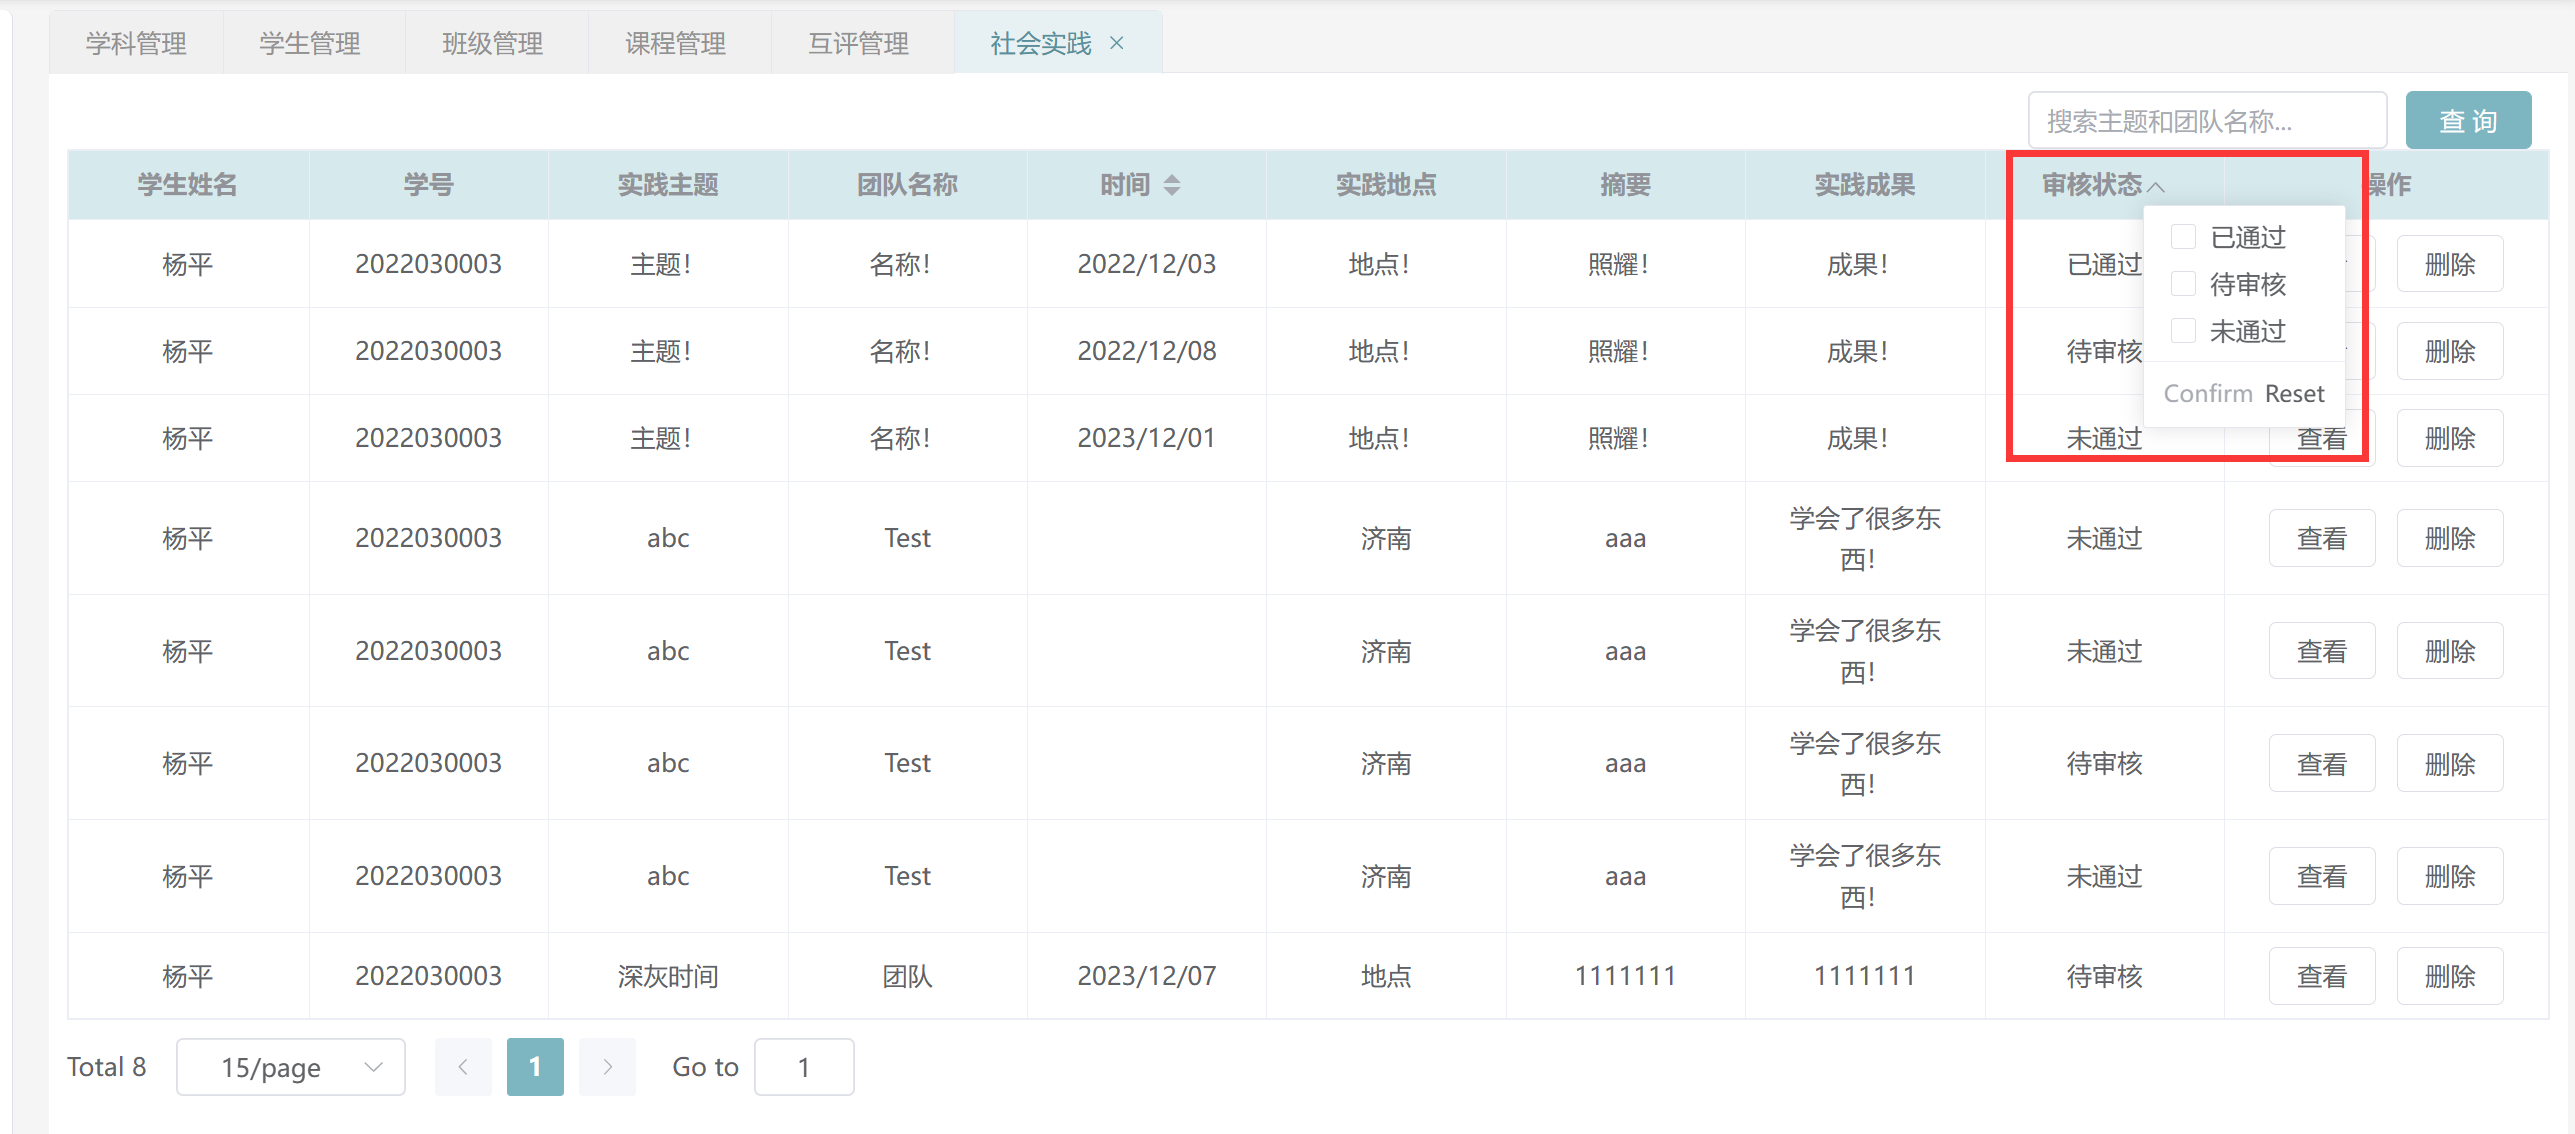 学科管理 学生管理 班级管理 课程管理 互评管理 社会实践
搜索主题和团队名称... 查 询
学生姓名 学号 实践主题 团队名称 时间 实践地点 摘要 实践成果 审核状态 操作
杨平 2022030003 主题! 名称! 2022/12/03 地点! 照耀! 成果! 已通过 删除
杨平 2022030003 主题! 名称! 2022/12/08 地点! 照耀! 成果! 待审核 删除
杨平 2022030003 主题! 名称! 2023/12/01 地点! 照耀! 成果! 未通过 查看 删除
已通过
待审核
未通过
Confirm Reset
杨平 2022030003 abc Test 济南 aaa 学会了很多东
西! 未通过 查看 删除
杨平 2022030003 abc Test 济南 aaa 学会了很多东
西! 未通过 查看 删除
杨平 2022030003 abc Test 济南 aaa 学会了很多东
西! 待审核 查看 删除
杨平 2022030003 abc Test 济南 aaa 学会了很多东
西! 未通过 查看 删除
杨平 2022030003 深灰时间 团队 2023/12/07 地点 1111111 1111111 待审核 查看 删除
Total 8 15/page 1 Go to 1